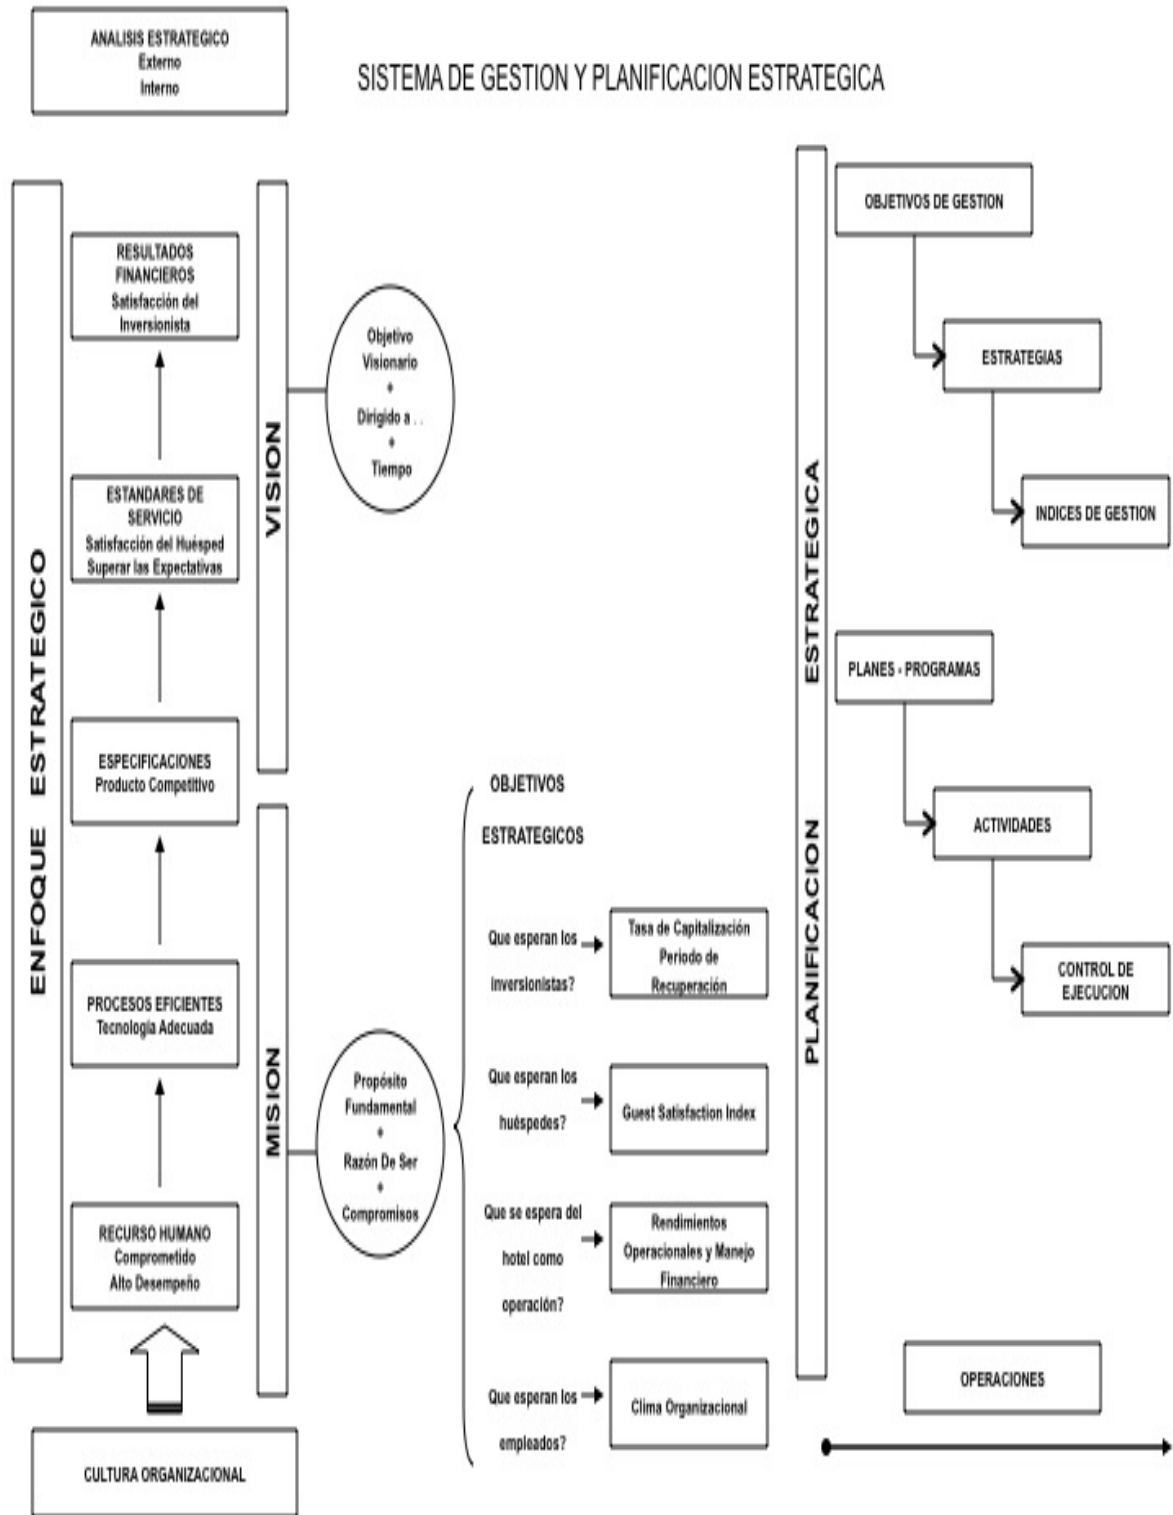 ANALISIS ESTRATEGICO
Externo
Interno
SISTEMA DE GESTION Y PLANIFICACION ESTRATEGICA
ENFOQUE ESTRATEGICO
RESULTADOS
FINANCIEROS
Satisfacción del
Inversionista
ESTANDARES DE
SERVICIO
Satisfacción del Huésped
Superar las Expectativas
ESPECIFICACIONES
Producto Competitivo
PROCESOS EFICIENTES
Tecnología Adecuada
RECURSO HUMANO
Comprometido
Alto Desempeño
CULTURA ORGANIZACIONAL
VISION
Objetivo
Visionario
+
Dirigido a . .
+
Tiempo
MISION
Propósito
Fundamental
+
Razón De Ser
+
Compromisos
OBJETIVOS
ESTRATEGICOS
Que esperan los
inversionistas?
Tasa de Capitalización
Periodo de
Recuperación
Que esperan los
huéspedes?
Guest Satisfaction Index
Que se espera del
hotel como
operación?
Rendimientos
Operacionales y Manejo
Financiero
Que esperan los
empleados?
Clima Organizacional
PLANIFICACION ESTRATEGICA
OBJETIVOS DE GESTION
ESTRATEGIAS
INDICES DE GESTION
PLANES - PROGRAMAS
ACTIVIDADES
CONTROL DE
EJECUCION
OPERACIONES